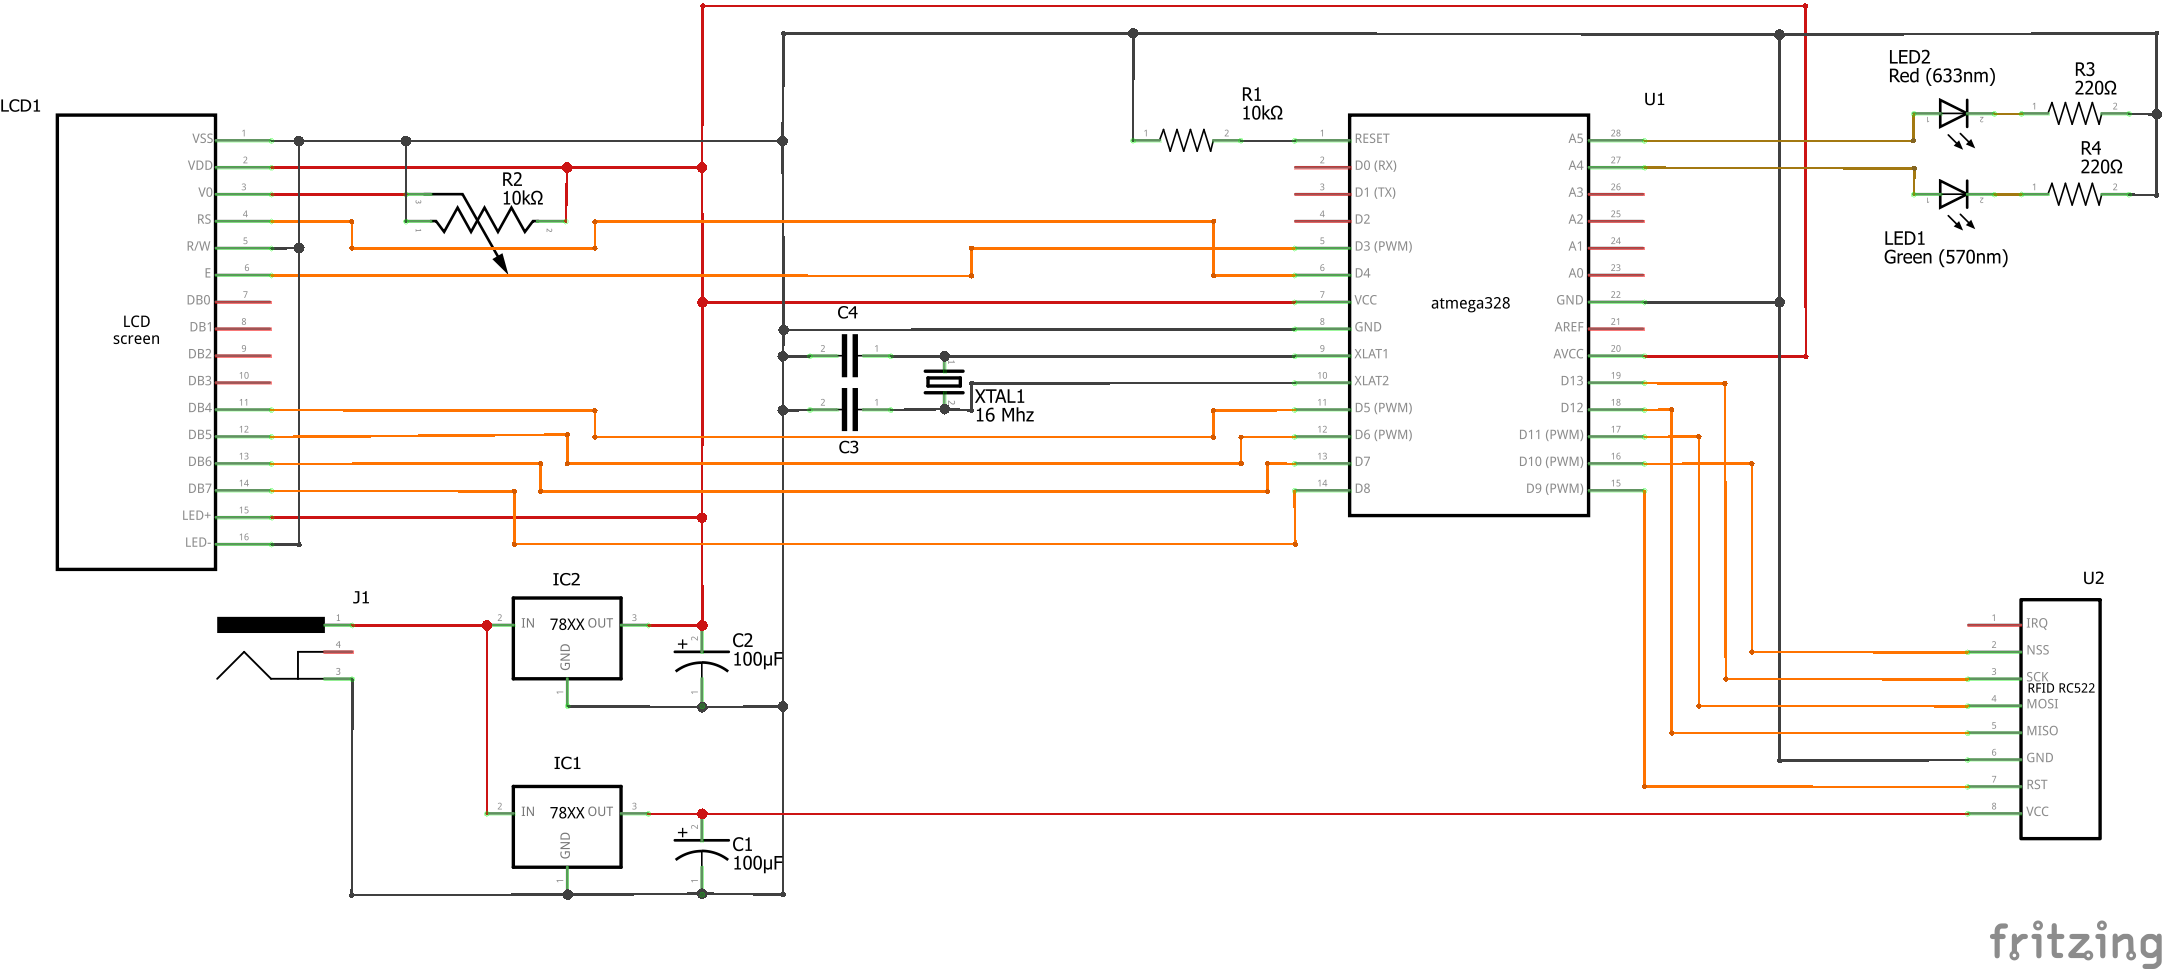 LCD1
VSS 1
VDD 2
V0 3
RS 4
R/W 5
E 6
DB0 7
DB1 8
DB2 9
DB3 10
DB4 11
DB5 12
DB6 13
DB7 14
LED+ 15
LED- 16
LCD
screen
R2
10kΩ
3
1
2
R1
10kΩ
1 2
C4
2 1
2 1
C3
1
2
XTAL1
16 Mhz
U1
atmega328
1 RESET
2 D0 (RX)
3 D1 (TX)
4 D2
5 D3 (PWM)
6 D4
7 VCC
8 GND
9 XLAT1
10 XLAT2
11 D5 (PWM)
12 D6 (PWM)
13 D7
14 D8
A5 28
A4 27
A3 26
A2 25
A1 24
A0 23
GND 22
AREF 21
AVCC 20
D13 19
D12 18
D11 (PWM) 17
D10 (PWM) 16
D9 (PWM) 15
LED2
Red (633nm)
1 2
R3
220Ω
1 2
R4
220Ω
1 2
1 2
LED1
Green (570nm)
J1
1
4
3
IC2
2 IN 78XX OUT 3
GND
1
2
+
C2
100µF
1
IC1
2 IN 78XX OUT 3
GND
1
2
+
C1
100µF
1
U2
1 IRQ
2 NSS
3 SCK
RFID RC522
4 MOSI
5 MISO
6 GND
7 RST
8 VCC
fritzing